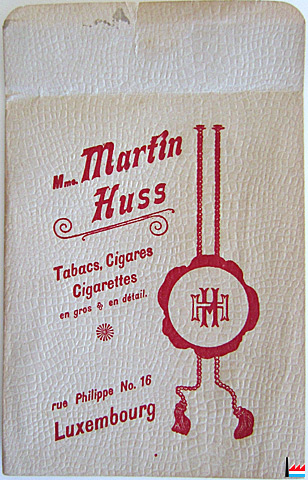 Mme. Martin
Huss
Tabacs, Cigares
Cigarettes
en gros & en détail.
rue Philippe No. 16
Luxembourg